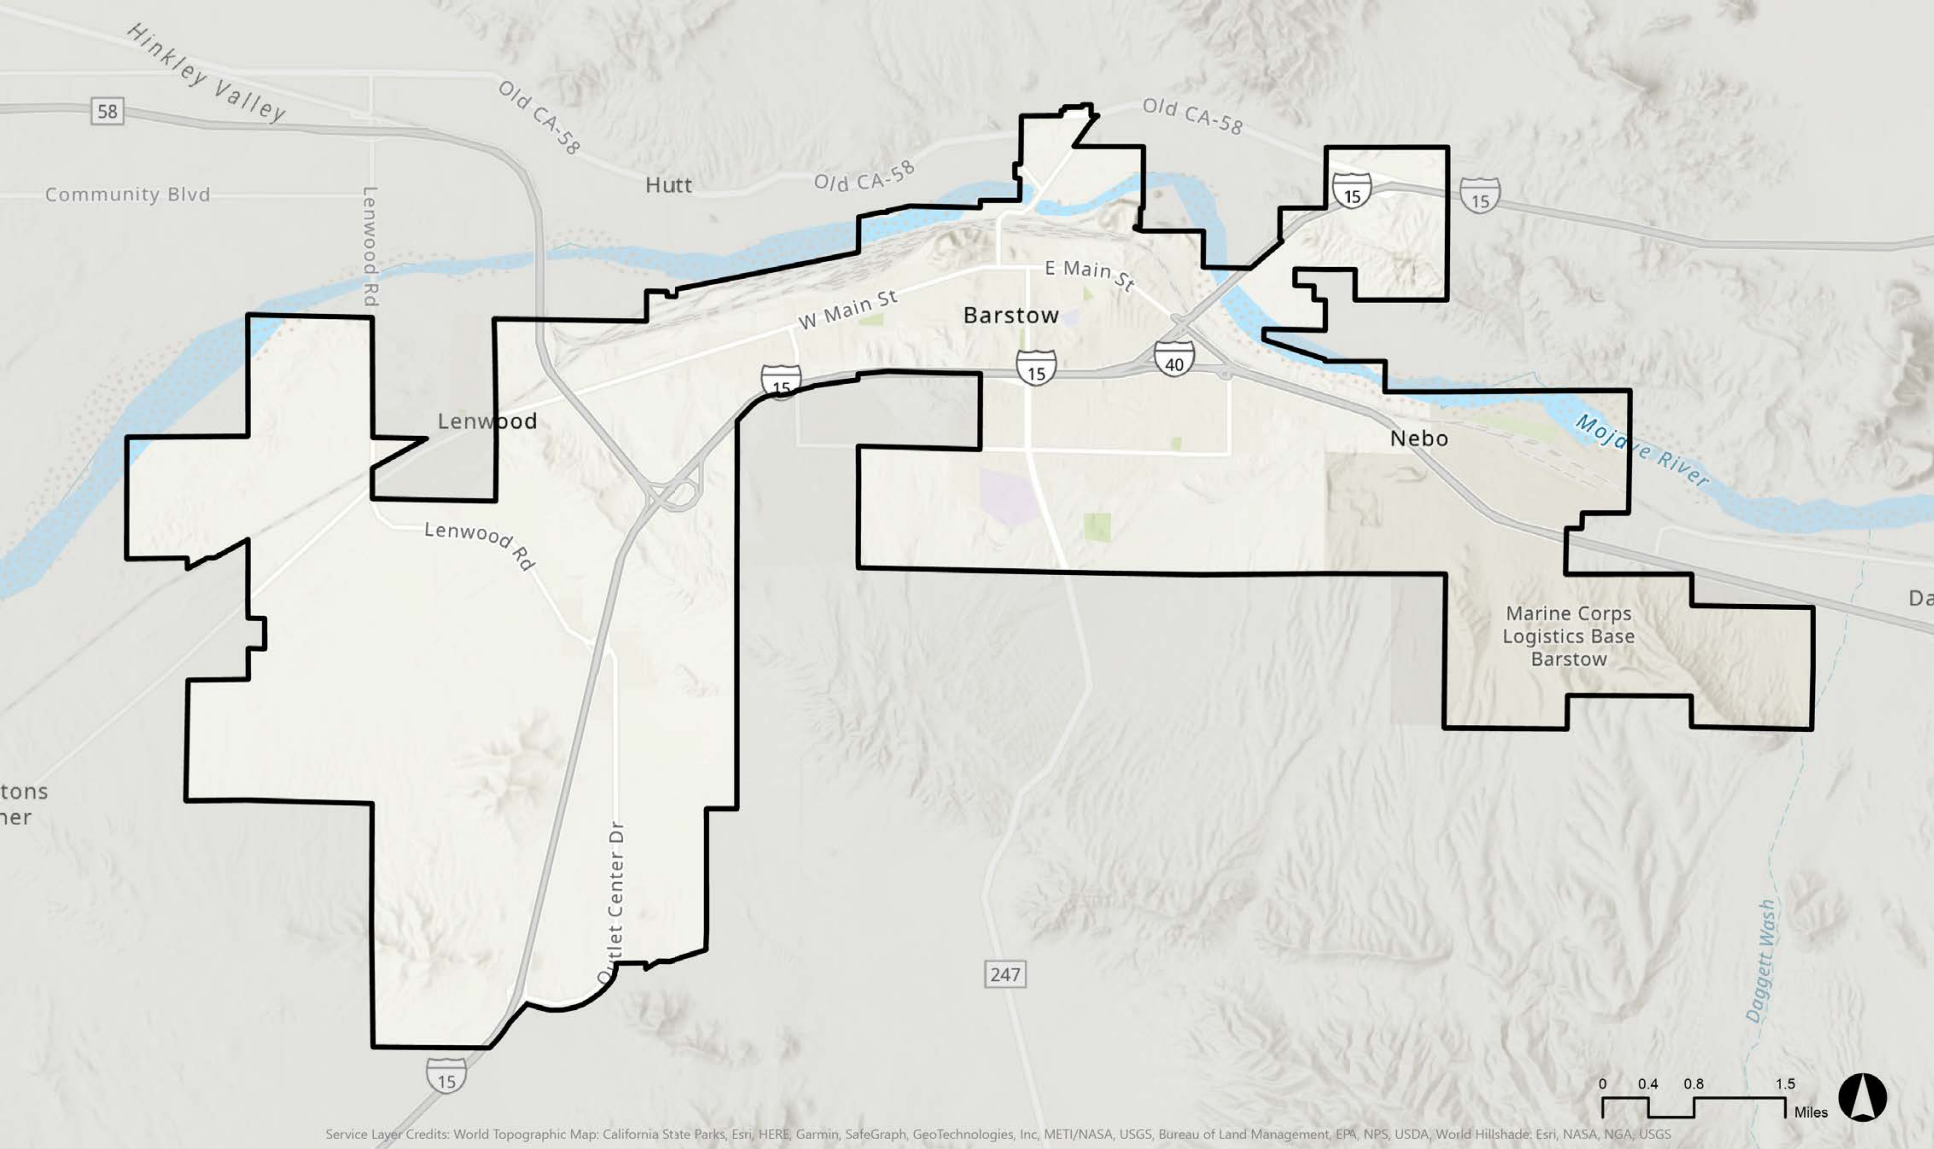 Hinkley Valley
58
Old CA-58
Old CA-58
Old CA-58
Community Blvd
Lenwood Rd
Hutt
15
15
E Main St
W Main St
Barstow
15
15
40
Lenwood
Nebo
Mojave River
Lenwood Rd
Marine Corps
Logistics Base
Barstow
Da
tons
ner
Outlet Center Dr
247
Daggett Wash
15
0 0.4 0.8 1.5
Miles
Service Layer Credits: World Topographic Map: California State Parks, Esri, HERE, Garmin, SafeGraph, GeoTechnologies, Inc, METI/NASA, USGS, Bureau of Land Management, EPA, NPS, USDA, World Hillshade: Esri, NASA, NGA, USGS